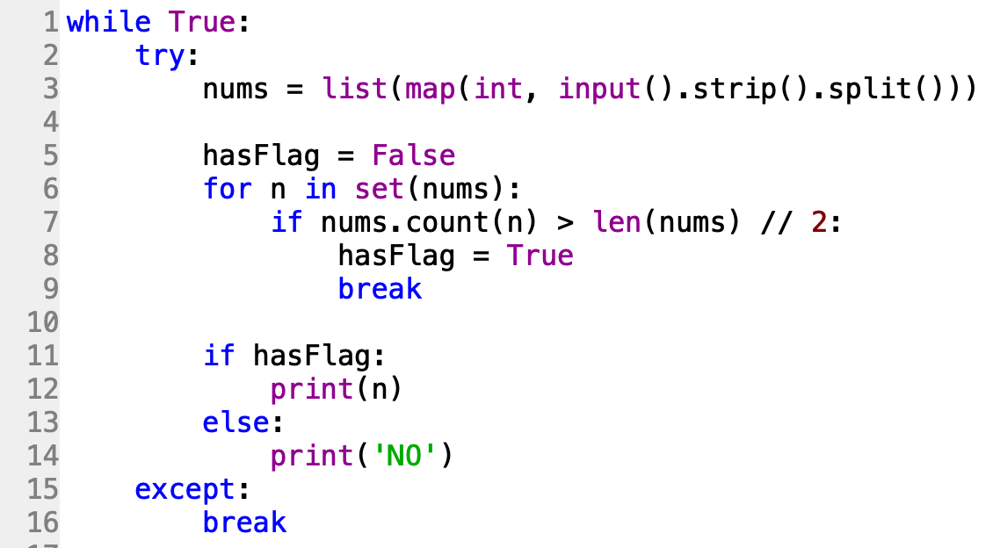 1 while True:
2     try:
3         nums = list(map(int, input().strip().split()))
4
5         hasFlag = False
6         for n in set(nums):
7             if nums.count(n) > len(nums) // 2:
8                 hasFlag = True
9                 break
10
11         if hasFlag:
12             print(n)
13         else:
14             print('NO')
15     except:
16         break